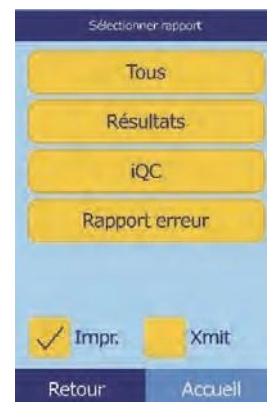 Sélectionner rapport
Tous
Résultats
iQC
Rapport erreur
Impr. Xmit
Retour Accueil